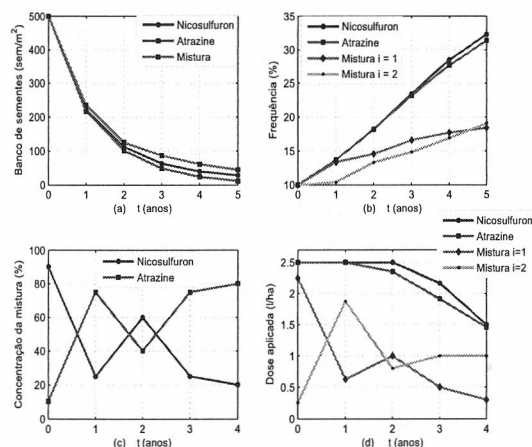 Banco de sementes (sem/m²)
500
400
300
200
100
0
Nicosulfuron
Atrazine
Mistura
0 1 2 3 4 5
(a) t (anos)
Frequência (%)
40
35
30
25
20
15
10
Nicosulfuron
Atrazine
Mistura i = 1
Mistura i = 2
0 1 2 3 4 5
(b) t (anos)
Concentração da mistura (%)
100
80
60
40
20
0
Nicosulfuron
Atrazine
0 1 2 3 4
(c) t (anos)
Dose aplicada (l/ha)
2.5
2
1.5
1
0.5
0
Nicosulfuron
Atrazine
Mistura i=1
Mistura i=2
0 1 2 3 4
(d) t (anos)